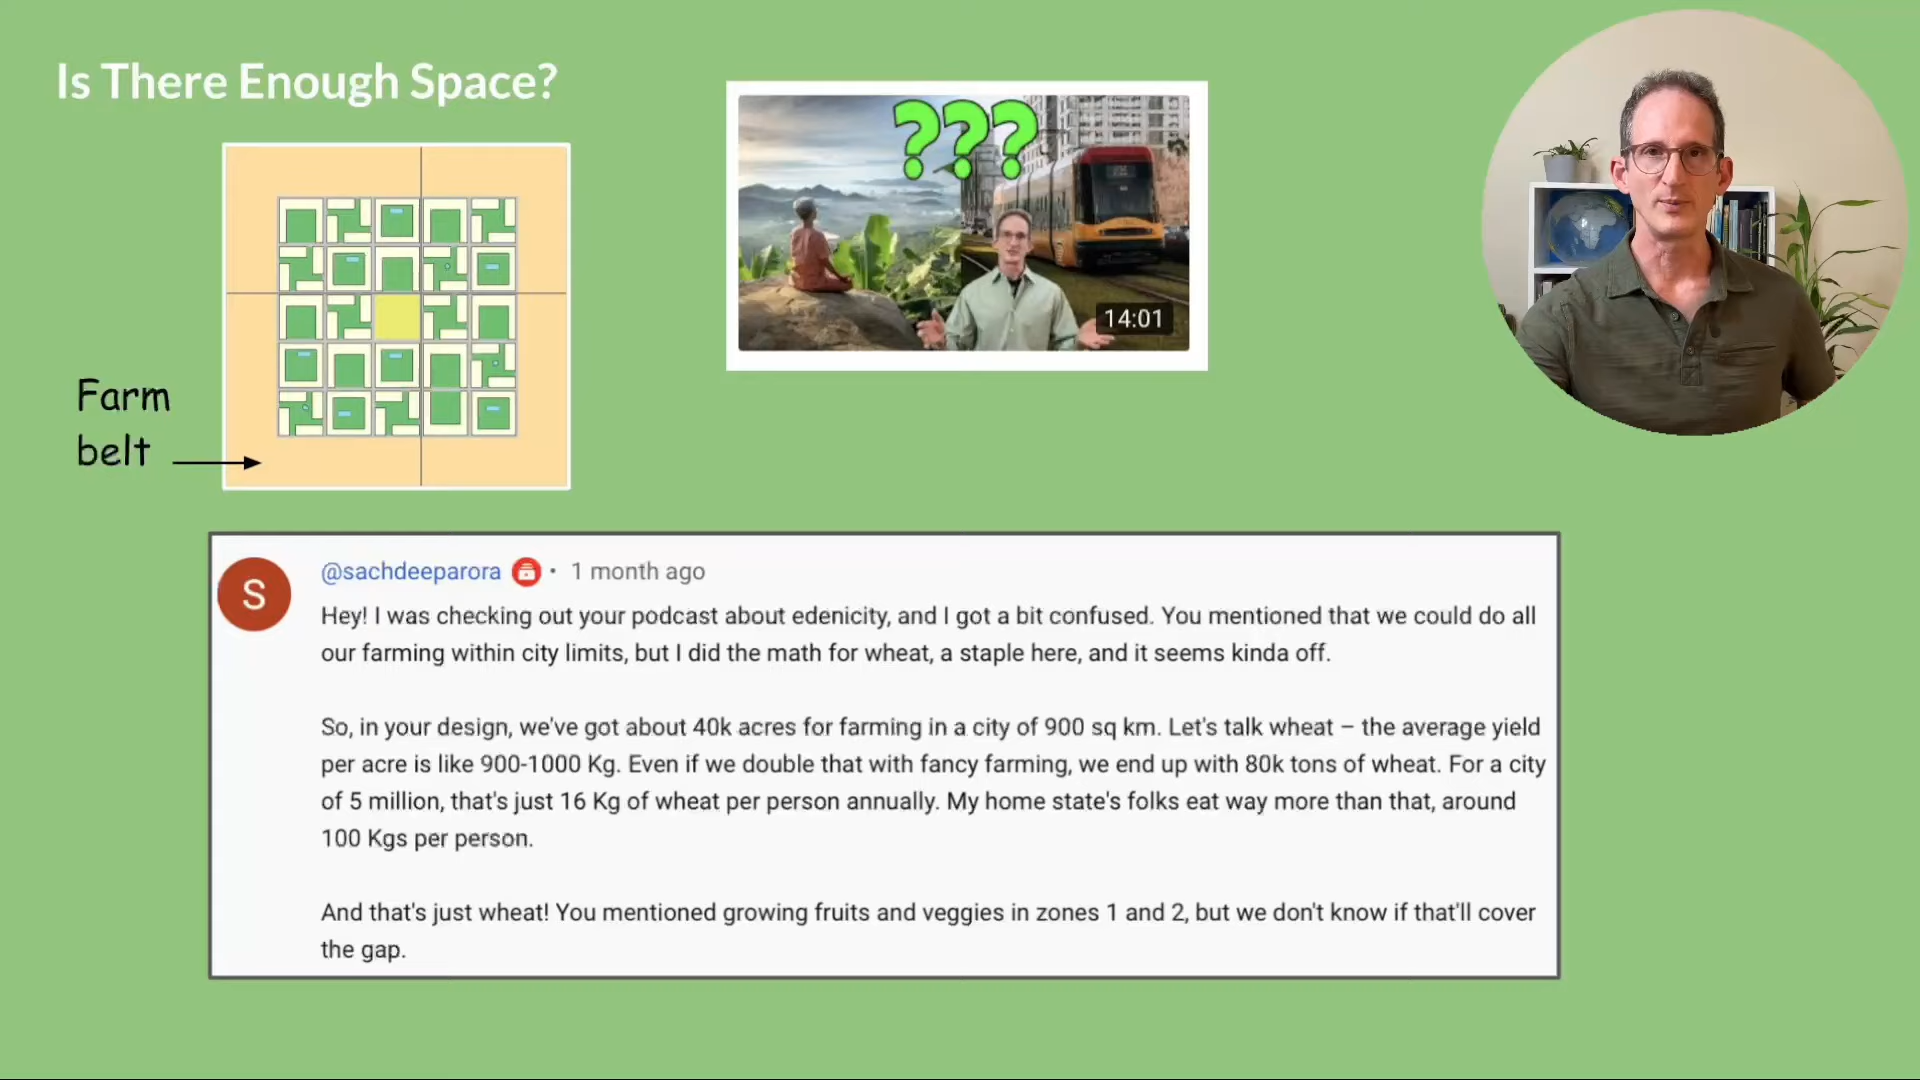 Is There Enough Space?
???
14:01
Farm
belt
S
@sachdeeparora • 1 month ago
Hey! I was checking out your podcast about edenicity, and I got a bit confused. You mentioned that we could do all
our farming within city limits, but I did the math for wheat, a staple here, and it seems kinda off.
So, in your design, we've got about 40k acres for farming in a city of 900 sq km. Let's talk wheat – the average yield
per acre is like 900-1000 Kg. Even if we double that with fancy farming, we end up with 80k tons of wheat. For a city
of 5 million, that's just 16 Kg of wheat per person annually. My home state's folks eat way more than that, around
100 Kgs per person.
And that's just wheat! You mentioned growing fruits and veggies in zones 1 and 2, but we don't know if that'll cover
the gap.